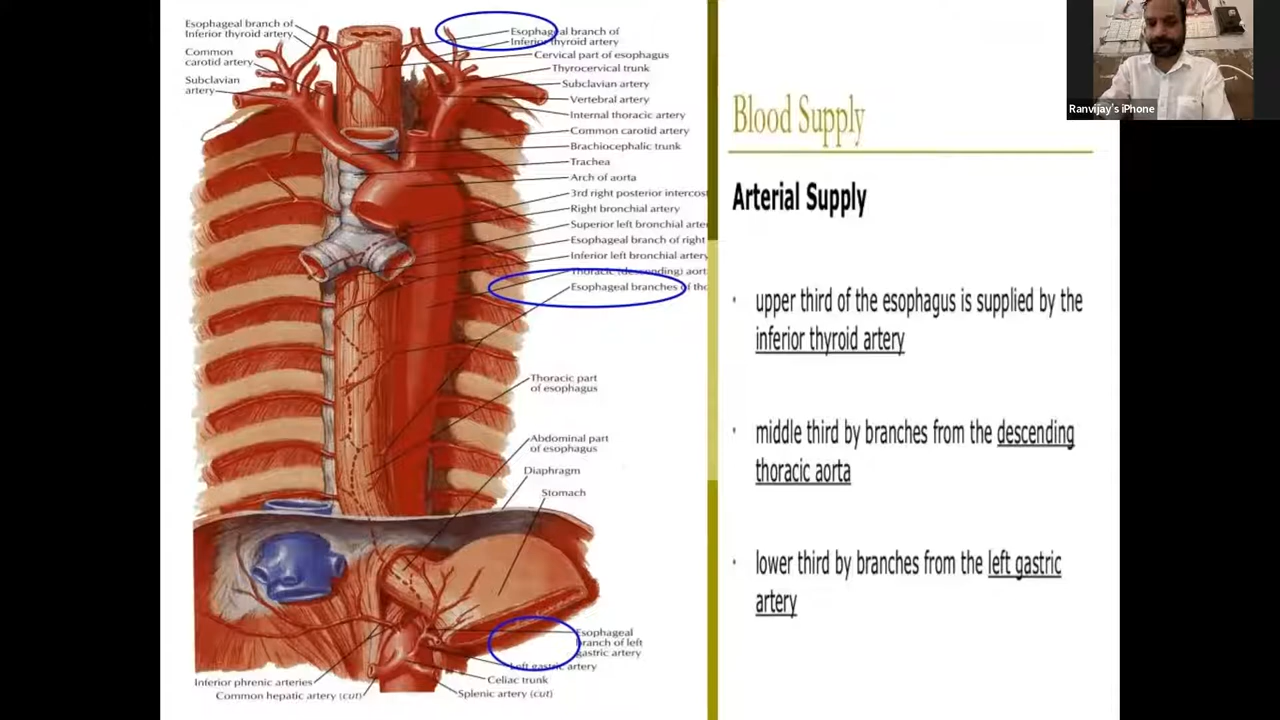 Esophageal branch of
Inferior thyroid artery
Common
carotid artery
Subclavian
artery
Esophageal branch of
Inferior thyroid artery
Cervical part of esophagus
Thyrocervical trunk
Subclavian artery
Vertebral artery
Internal thoracic artery
Common carotid artery
Brachiocephalic trunk
Trachea
Arch of aorta
3rd right posterior intercost
Right bronchial artery
Superior left bronchial arte
Esophageal branch of right
Inferior left bronchial artery
Thoracic (descending) aort
Esophageal branches of tho
Thoracic part
of esophagus
Abdominal part
of esophagus
Diaphragm
Stomach
Esophageal
branch of left
gastric artery
Left gastric artery
Celiac trunk
Splenic artery (cut)
Inferior phrenic arteries
Common hepatic artery (cut)
Ranvijay's iPhone
Blood Supply
Arterial Supply
• upper third of the esophagus is supplied by the
inferior thyroid artery
• middle third by branches from the descending
thoracic aorta
• lower third by branches from the left gastric
artery